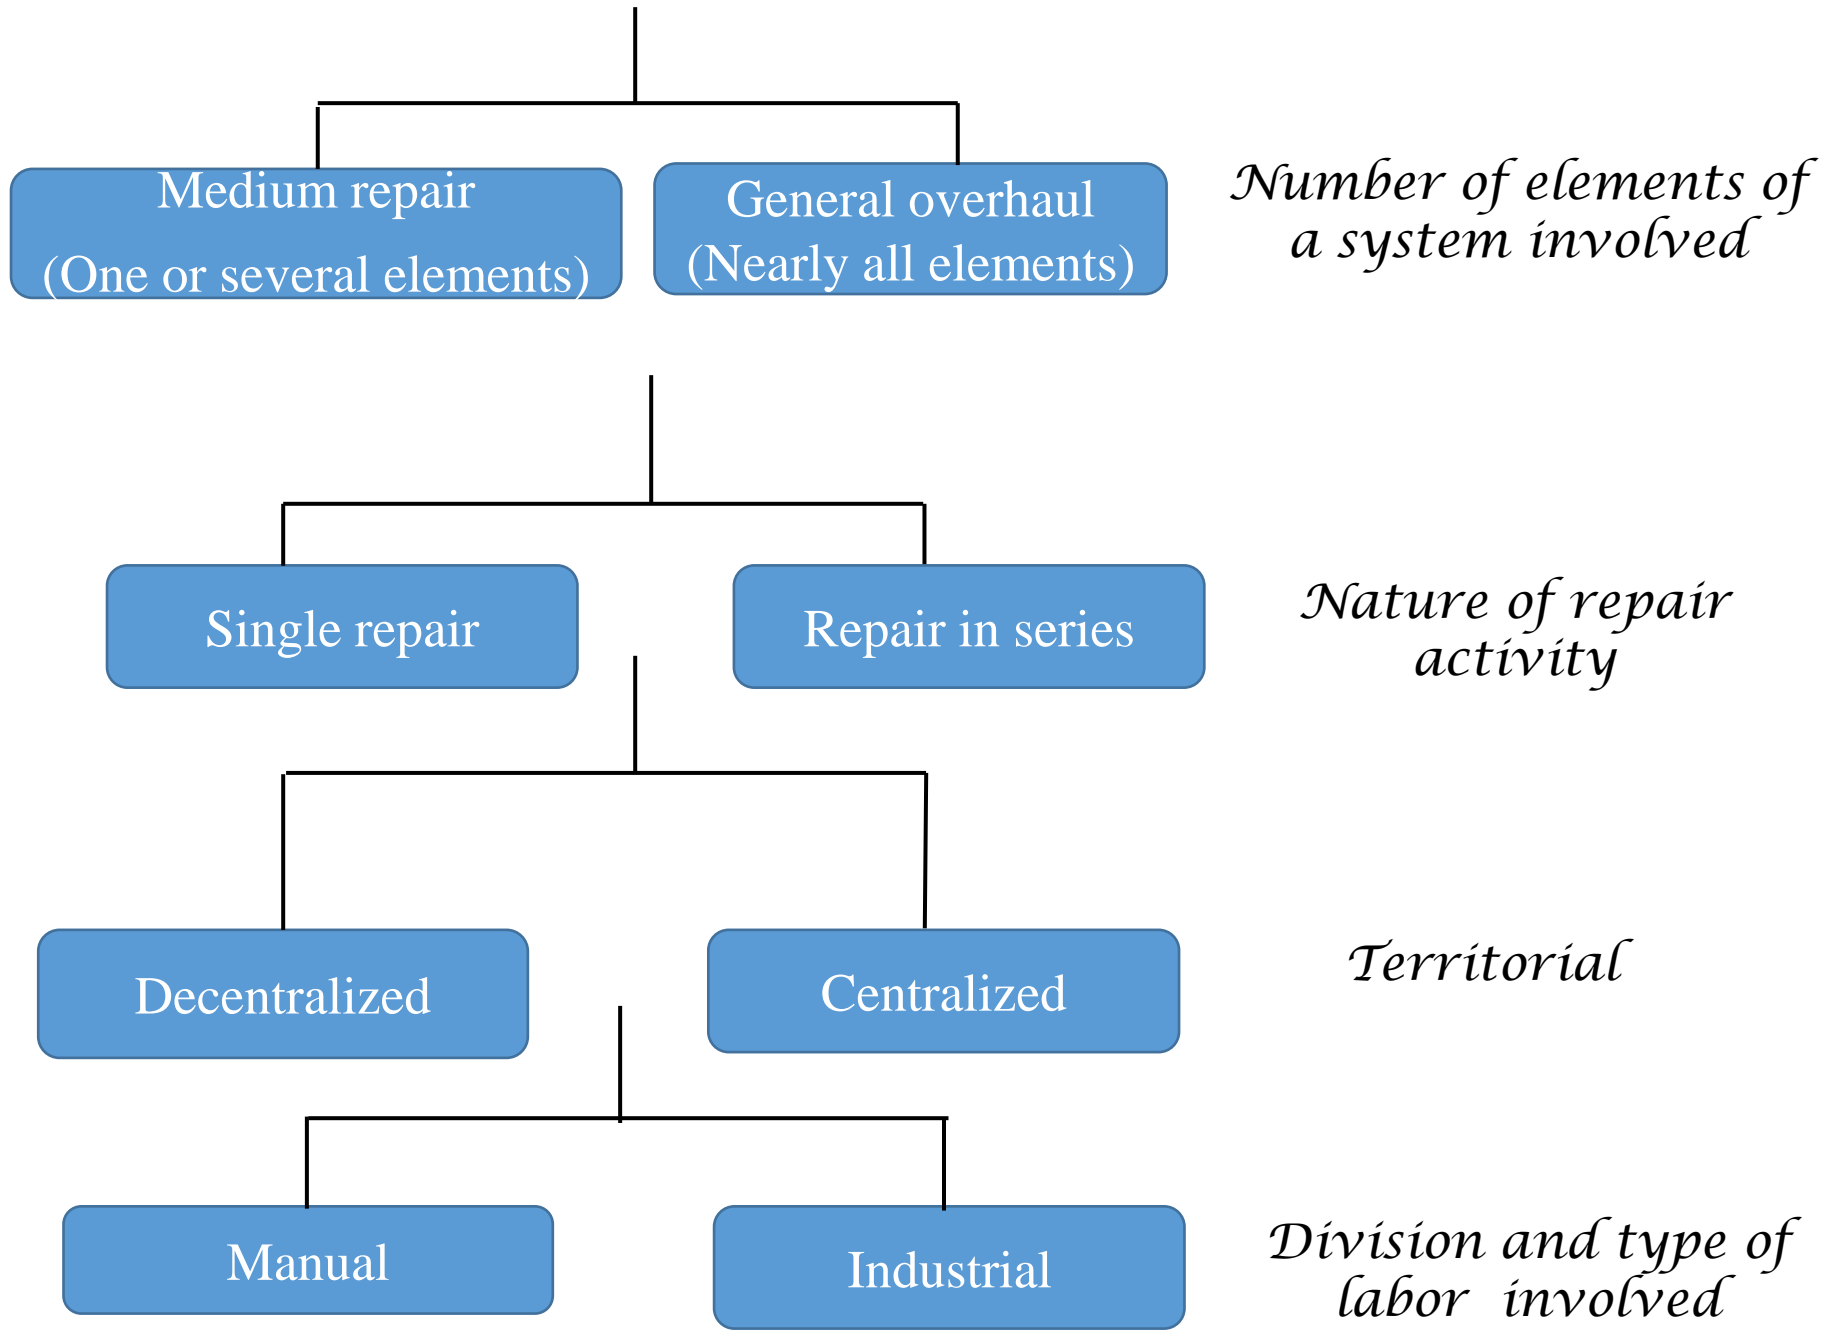 Medium repair
(One or several elements)
General overhaul
(Nearly all elements)
Number of elements of
a system involved
Single repair
Repair in series
Nature of repair
activity
Decentralized
Centralized
Territorial
Manual
Industrial
Division and type of
labor involved